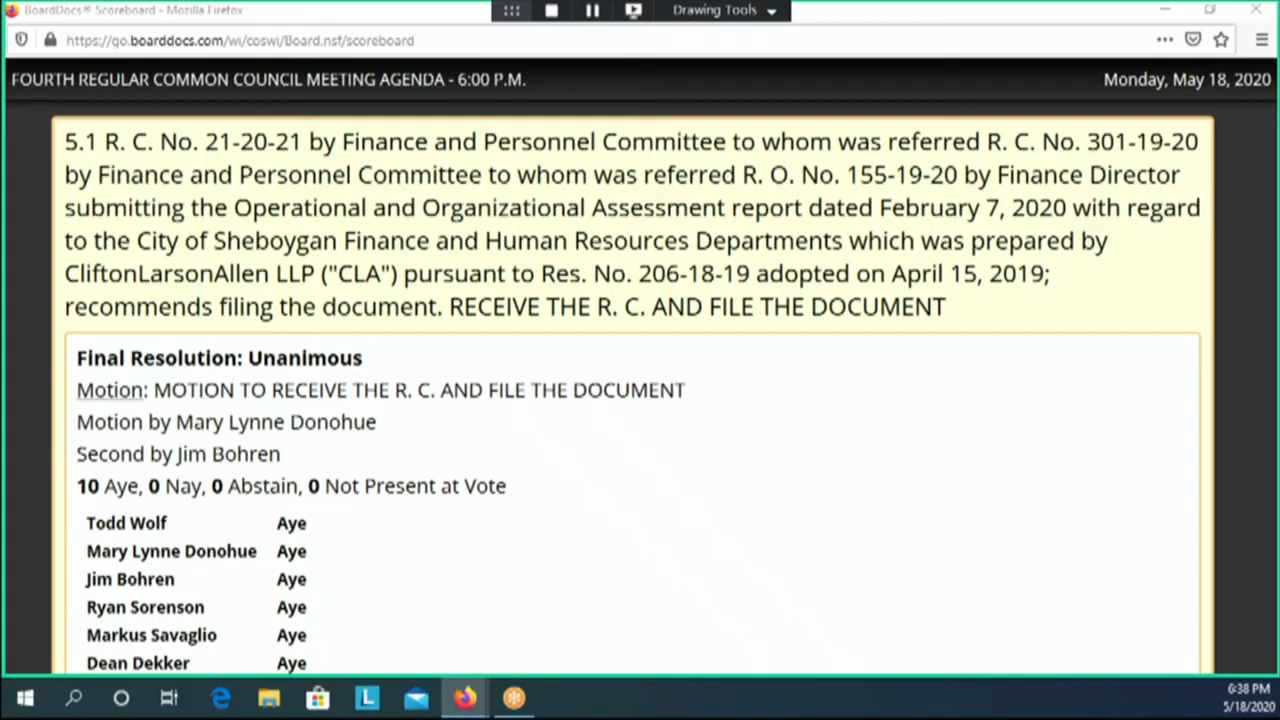 BoardDocs® Scoreboard - Mozilla Firefox
Drawing Tools
https://go.boarddocs.com/wi/coswi/Board.nsf/scoreboard
FOURTH REGULAR COMMON COUNCIL MEETING AGENDA - 6:00 P.M.
Monday, May 18, 2020
5.1 R. C. No. 21-20-21 by Finance and Personnel Committee to whom was referred R. C. No. 301-19-20
by Finance and Personnel Committee to whom was referred R. O. No. 155-19-20 by Finance Director
submitting the Operational and Organizational Assessment report dated February 7, 2020 with regard
to the City of Sheboygan Finance and Human Resources Departments which was prepared by
CliftonLarsonAllen LLP ("CLA") pursuant to Res. No. 206-18-19 adopted on April 15, 2019;
recommends filing the document. RECEIVE THE R. C. AND FILE THE DOCUMENT
Final Resolution: Unanimous
Motion: MOTION TO RECEIVE THE R. C. AND FILE THE DOCUMENT
Motion by Mary Lynne Donohue
Second by Jim Bohren
10 Aye, 0 Nay, 0 Abstain, 0 Not Present at Vote
Todd Wolf Aye
Mary Lynne Donohue Aye
Jim Bohren Aye
Ryan Sorenson Aye
Markus Savaglio Aye
Dean Dekker Aye
L
6:38 PM
5/18/2020